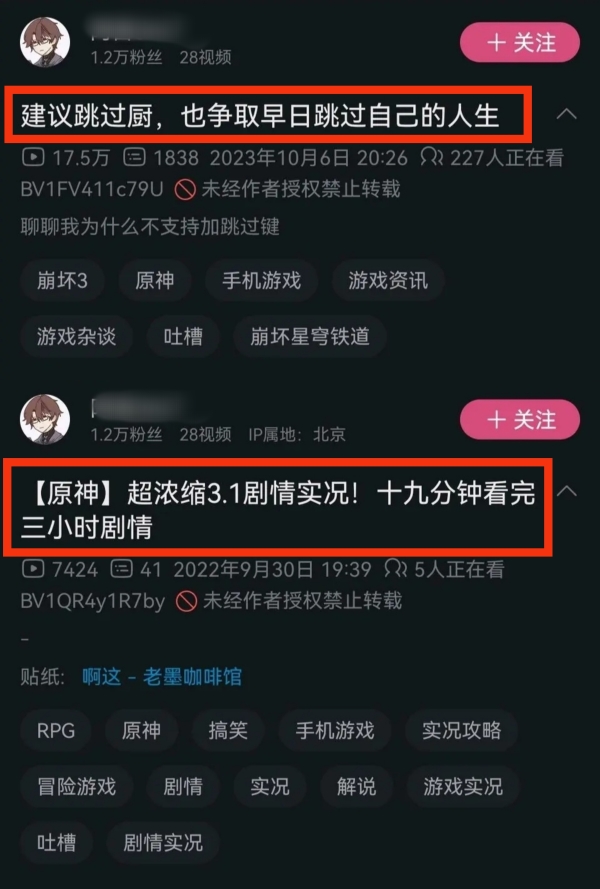 + 关注
1.2万粉丝 28视频
建议跳过厨，也争取早日跳过自己的人生
17.5万 1838 2023年10月6日 20:26 227人正在看
BV1FV411c79U 未经作者授权禁止转载
聊聊我为什么不支持加跳过键
崩坏3 原神 手机游戏 游戏资讯
游戏杂谈 吐槽 崩坏星穹铁道
+ 关注
1.2万粉丝 28视频 IP属地：北京
【原神】超浓缩3.1剧情实况！十九分钟看完
三小时剧情
7424 41 2022年9月30日 19:39 5人正在看
BV1QR4y1R7by 未经作者授权禁止转载
-
贴纸: 啊这 - 老墨咖啡馆
RPG 原神 搞笑 手机游戏 实况攻略
冒险游戏 剧情 实况 解说 游戏实况
吐槽 剧情实况